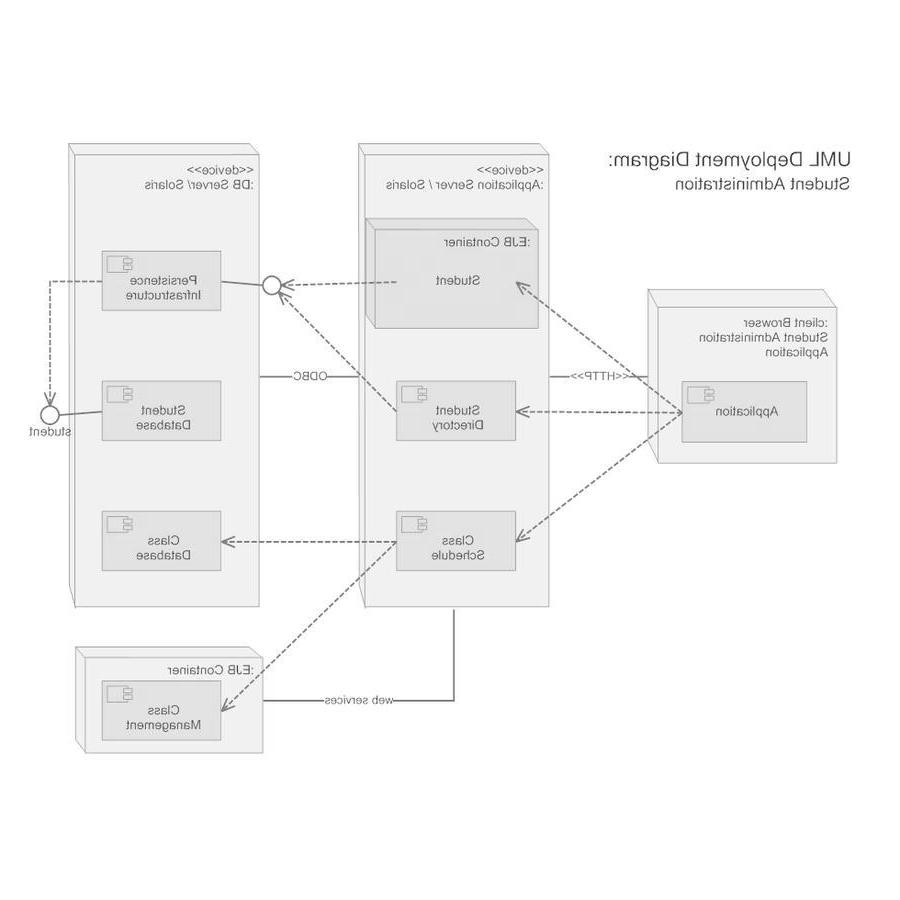 UML Deployment Diagram:
Student Administration
:client Browser
Student Administration
Application
Application
<<HTTP>>
<<device>>
:Application Server / Solaris
:EJB Container
Student
Student
Directory
Class
Schedule
ODBC
<<device>>
:DB Server/ Solaris
Persistence
Infrastructure
Student
Database
student
Class
Database
web services
:EJB Container
Class
Management